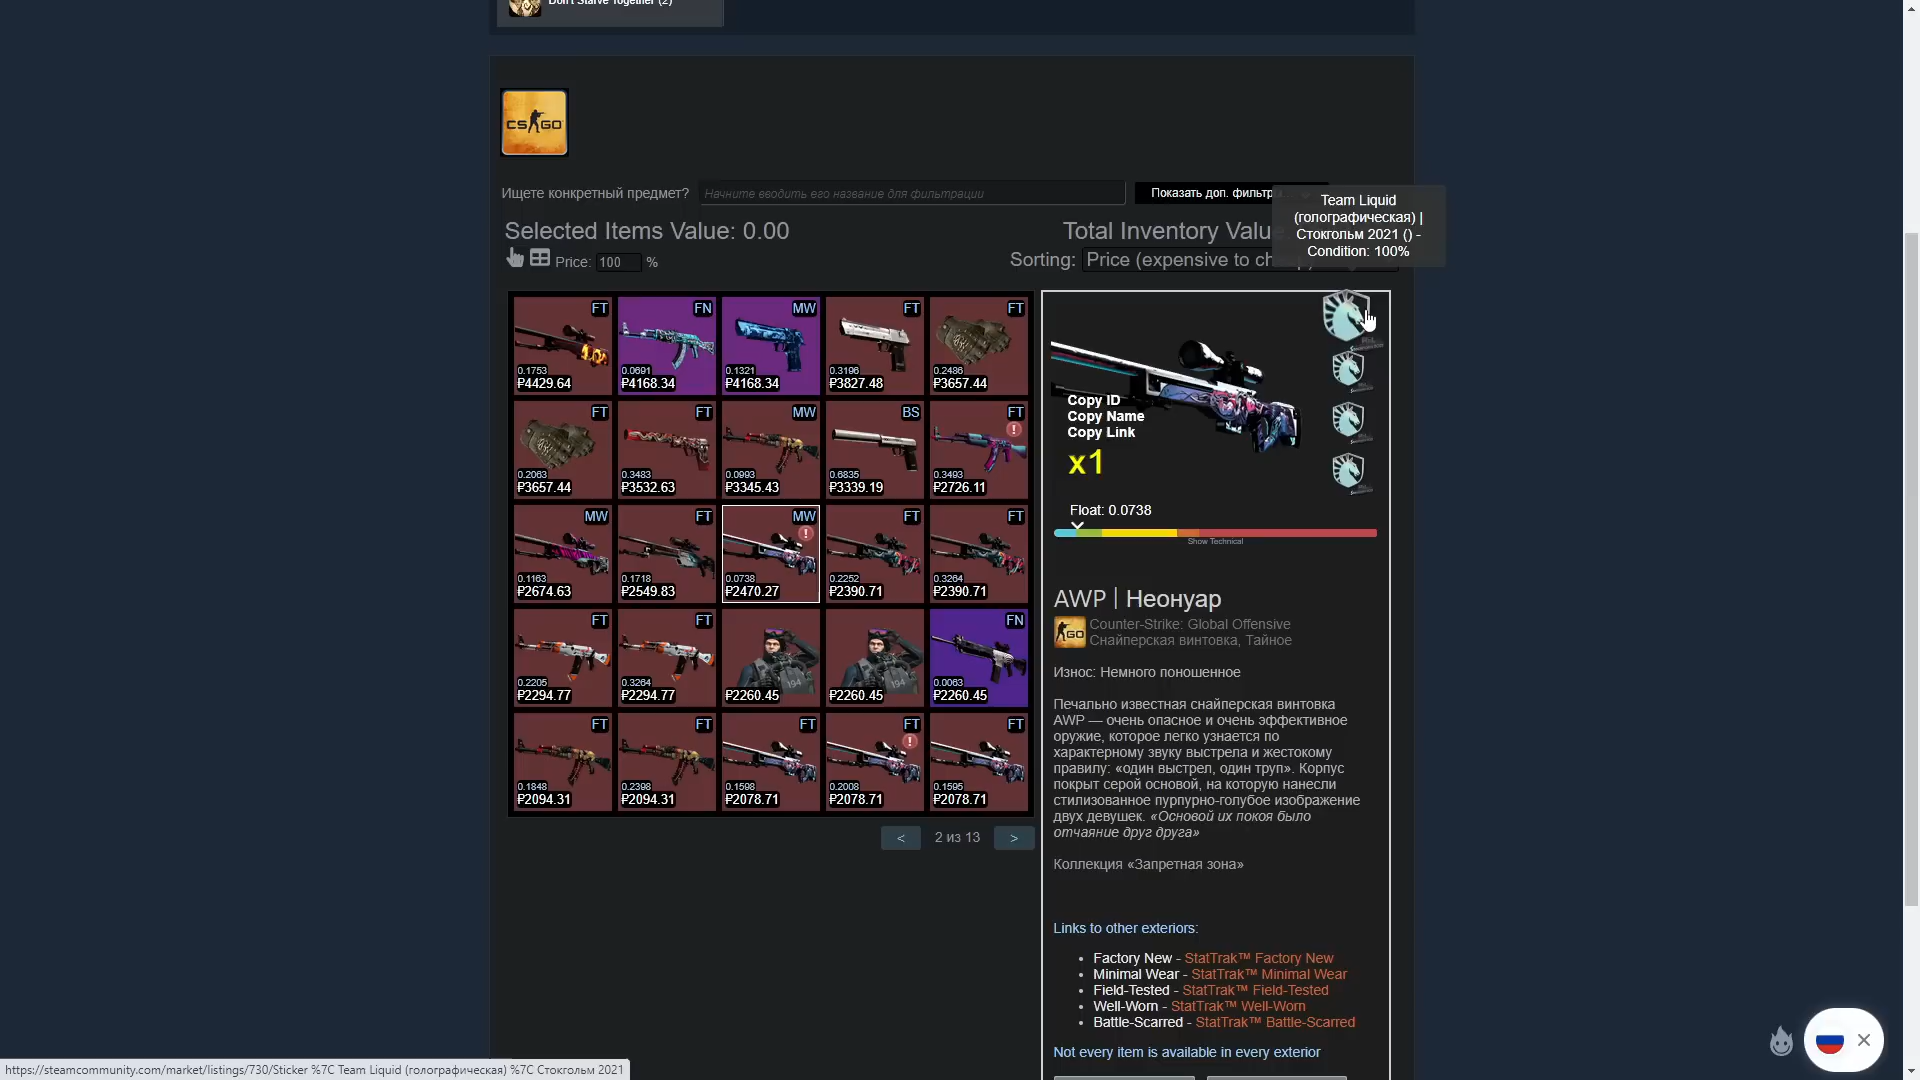 Don't Starve Together (2)
CS GO
Ищете конкретный предмет?
Начните вводить его название для фильтрации
Показать доп. фильтры
Team Liquid
(голографическая) |
Стокгольм 2021 () -
Condition: 100%
Selected Items Value: 0.00
Total Inventory Value
Price: 100 %
Sorting: Price (expensive to cheap)
FT
0.1753
₽4429.64
FN
0.0691
₽4168.34
MW
0.1321
₽4168.34
FT
0.3196
₽3827.48
FT
0.2486
₽3657.44
FT
0.2063
₽3657.44
FT
0.3483
₽3532.63
MW
0.0993
₽3345.43
BS
0.6835
₽3339.19
FT
0.3493
₽2726.11
MW
0.1163
₽2674.63
FT
0.1718
₽2549.83
MW
0.0738
₽2470.27
FT
0.2252
₽2390.71
FT
0.3264
₽2390.71
FT
0.2205
₽2294.77
FT
0.3264
₽2294.77
₽2260.45
₽2260.45
FN
0.0063
₽2260.45
FT
0.1848
₽2094.31
FT
0.2398
₽2094.31
FT
0.1598
₽2078.71
FT
0.2008
₽2078.71
FT
0.1595
₽2078.71
<
2 из 13
>
Copy ID
Copy Name
Copy Link
x1
Float: 0.0738
Show Technical
AWP | Неонуар
Counter-Strike: Global Offensive
Снайперская винтовка, Тайное
Износ: Немного поношенное
Печально известная снайперская винтовка
AWP — очень опасное и очень эффективное
оружие, которое легко узнается по
характерному звуку выстрела и жестокому
правилу: «один выстрел, один труп». Корпус
покрыт серой основой, на которую нанесли
стилизованное пурпурно-голубое изображение
двух девушек. «Основой их покоя было
отчаяние друг друга»
Коллекция «Запретная зона»
Links to other exteriors:
Factory New - StatTrak™ Factory New
Minimal Wear - StatTrak™ Minimal Wear
Field-Tested - StatTrak™ Field-Tested
Well-Worn - StatTrak™ Well-Worn
Battle-Scarred - StatTrak™ Battle-Scarred
Not every item is available in every exterior
https://steamcommunity.com/market/listings/730/Sticker %7C Team Liquid (голографическая) %7C Стокгольм 2021